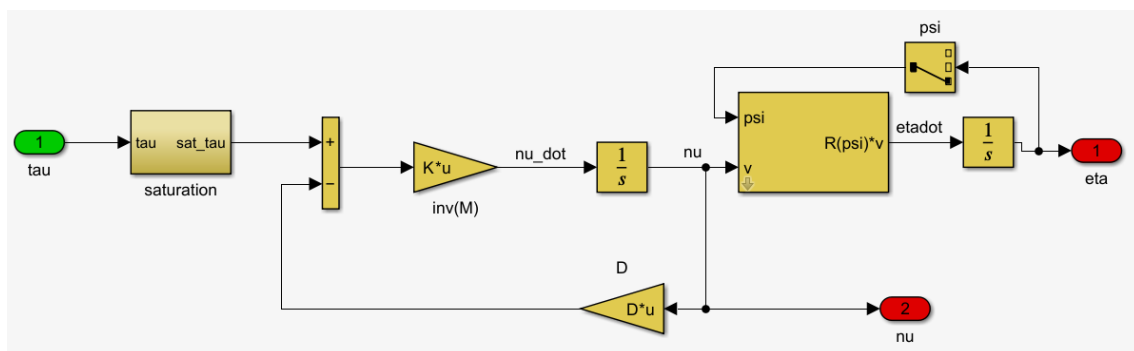 psi
psi
etadot
1
s
R(psi)*v
v
1
tau
tau
sat_tau
saturation
+
−
K*u
inv(M)
nu_dot
1
s
nu
1
eta
D
D*u
2
nu